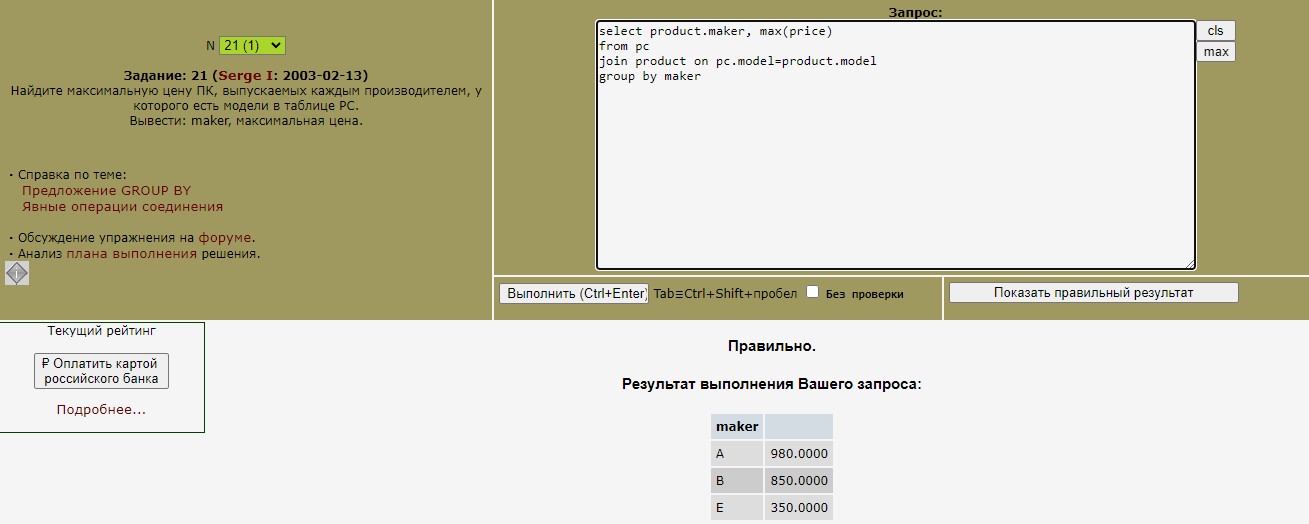 N 21 (1)
Задание: 21 (Serge I: 2003-02-13)
Найдите максимальную цену ПК, выпускаемых каждым производителем, у
которого есть модели в таблице PC.
Вывести: maker, максимальная цена.
· Справка по теме:
Предложение GROUP BY
Явные операции соединения
· Обсуждение упражнения на форуме.
· Анализ плана выполнения решения.
i
Запрос:
select product.maker, max(price)
from pc
join product on pc.model=product.model
group by maker
cls
max
Выполнить (Ctrl+Enter) Tab≡Ctrl+Shift+пробел Без проверки
Показать правильный результат
Текущий рейтинг
₽ Оплатить картой
российского банка
Подробнее...
Правильно.
Результат выполнения Вашего запроса:
maker
A 980.0000
B 850.0000
E 350.0000